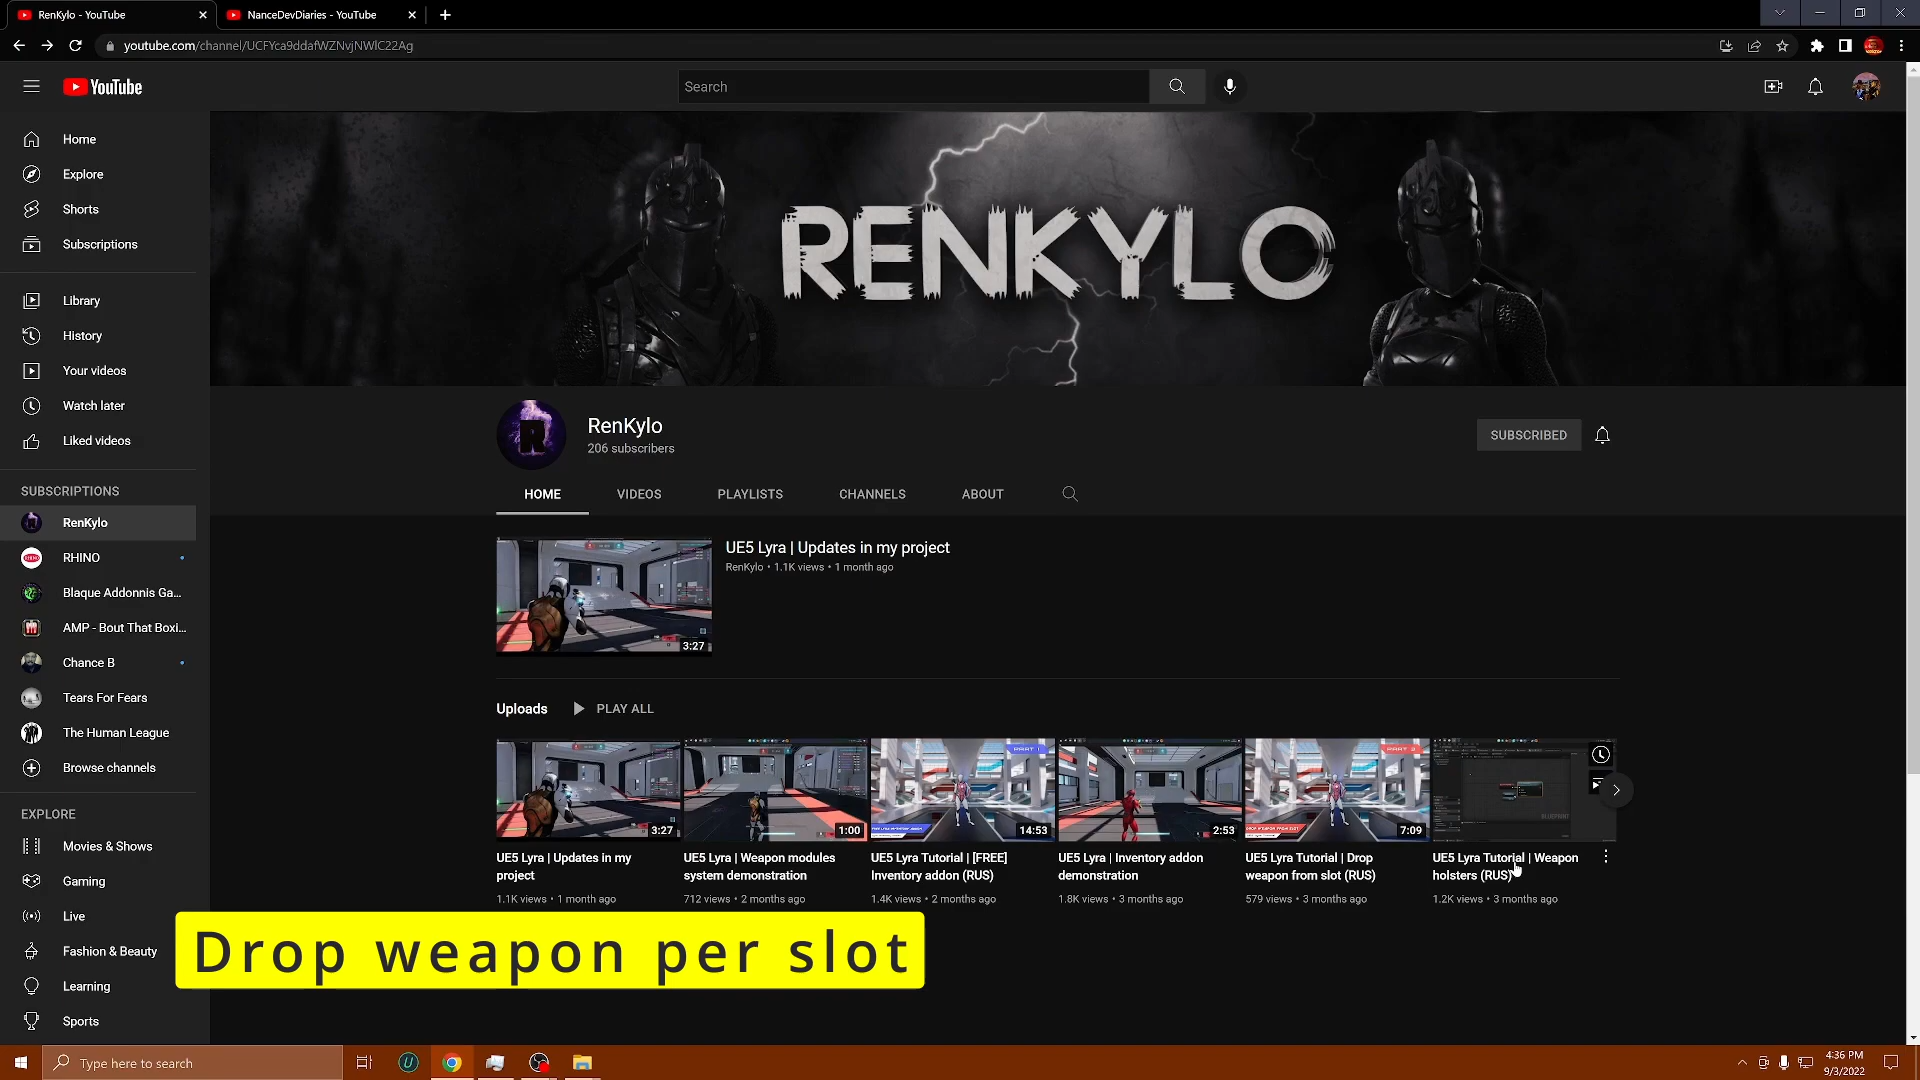 RenKylo - YouTube
NanceDevDiaries - YouTube
youtube.com/channel/UCFYca9ddafWZNvjNWlC22Ag
YouTube
Search
Home
Explore
Shorts
Subscriptions
Library
History
Your videos
Watch later
Liked videos
SUBSCRIPTIONS
RenKylo
RHINO
Blaque Addonnis Ga...
AMP - Bout That Boxi...
Chance B
Tears For Fears
The Human League
Browse channels
EXPLORE
Movies & Shows
Gaming
Live
Fashion & Beauty
Learning
Sports
RENKYLO
R
RenKylo
206 subscribers
SUBSCRIBED
HOME
VIDEOS
PLAYLISTS
CHANNELS
ABOUT
3:27
UE5 Lyra | Updates in my project
RenKylo • 1.1K views • 1 month ago
Uploads
PLAY ALL
3:27
UE5 Lyra | Updates in my
project
1.1K views • 1 month ago
1:00
UE5 Lyra | Weapon modules
system demonstration
712 views • 2 months ago
PART 1
14:53
UE5 Lyra Tutorial | [FREE]
Inventory addon (RUS)
1.4K views • 2 months ago
2:53
UE5 Lyra | Inventory addon
demonstration
1.8K views • 3 months ago
7:09
UE5 Lyra Tutorial | Drop
weapon from slot (RUS)
579 views • 3 months ago
UE5 Lyra Tutorial | Weapon
holsters (RUS)
1.2K views • 3 months ago
Drop weapon per slot
Type here to search
4:36 PM
9/3/2022